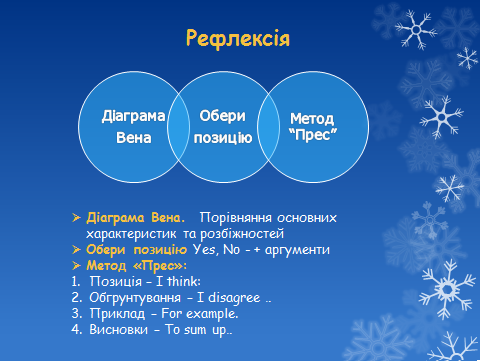 Рефлексія
Діаграма
Вена
Обери
позицію
Метод
“Прес”
➢ Діаграма Вена. Порівняння основних
характеристик та розбіжностей
➢ Обери позицію Yes, No - + аргументи
➢ Метод «Прес»:
1. Позиція – I think:
2. Обгрунтування – I disagree ..
3. Приклад – For example.
4. Висновки – To sum up..